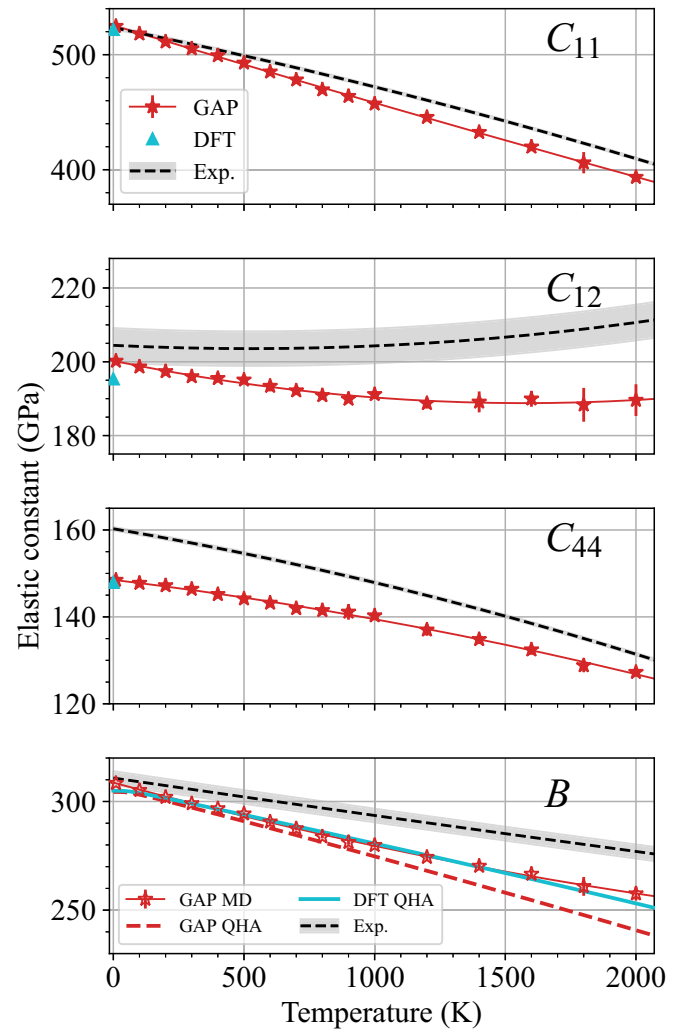 C11
500
400
GAP
DFT
Exp.
C12
220
200
180
Elastic constant (GPa)
C44
160
140
120
B
300
250
GAP MD
DFT QHA
GAP QHA
Exp.
0
500
1000
1500
2000
Temperature (K)